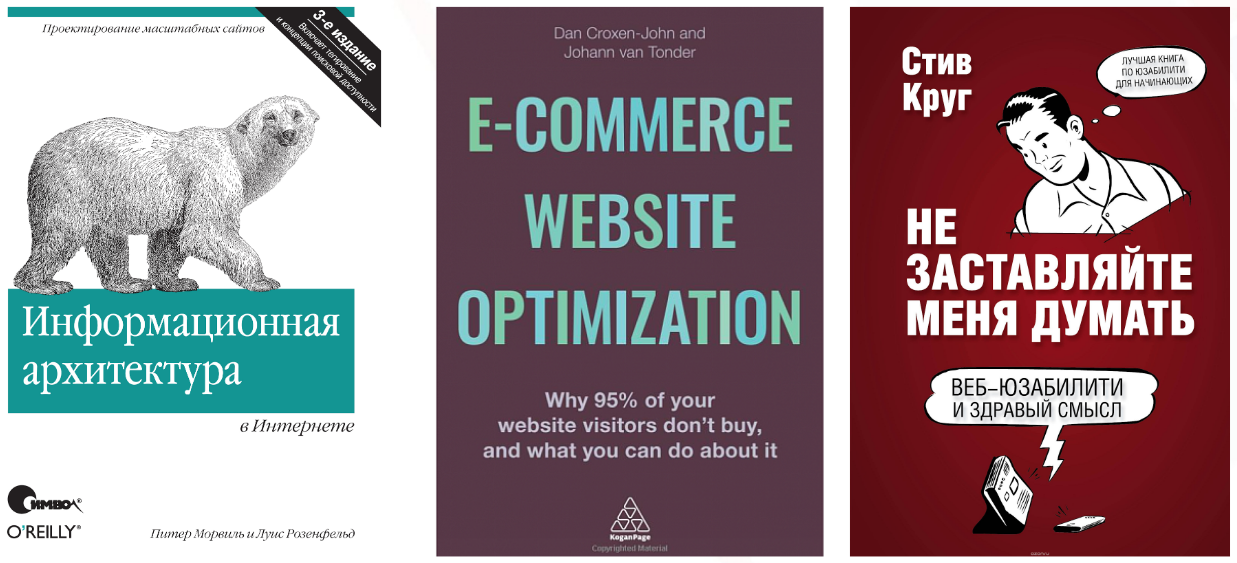 Проектирование масштабных сайтов
3-е издание
Включает тегирование
и концепции поисковой доступности
Информационная
архитектура
в Интернете
СИМВОЛ®
O'REILLY®
Питер Морвиль и Луис Розенфельд
Dan Croxen-John and
Johann van Tonder
E-COMMERCE
WEBSITE
OPTIMIZATION
Why 95% of your
website visitors don't buy,
and what you can do about it
KoganPage
Copyrighted Material
Стив
Круг
ЛУЧШАЯ КНИГА
ПО ЮЗАБИЛИТИ
ДЛЯ НАЧИНАЮЩИХ
НЕ
ЗАСТАВЛЯЙТЕ
МЕНЯ ДУМАТЬ
ВЕБ–ЮЗАБИЛИТИ
И ЗДРАВЫЙ СМЫСЛ